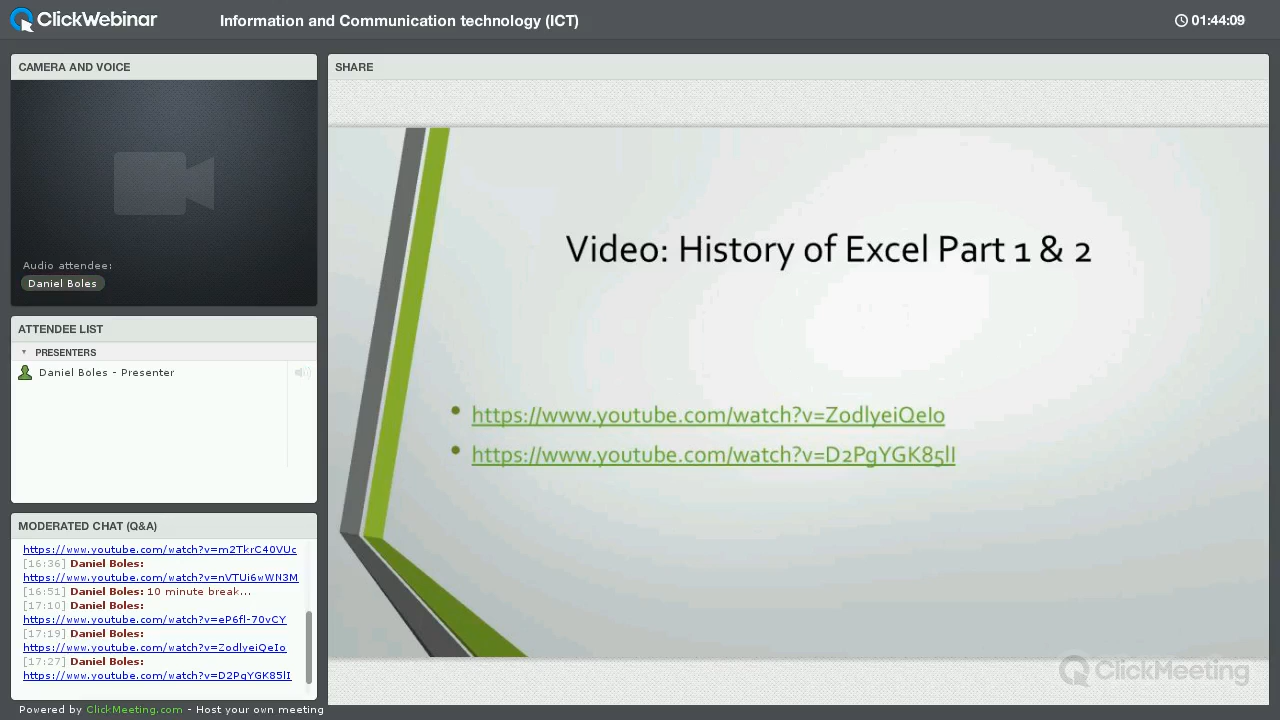 ClickWebinar
Information and Communication technology (ICT)
01:44:09
CAMERA AND VOICE
Audio attendee:
Daniel Boles
ATTENDEE LIST
PRESENTERS
Daniel Boles - Presenter
MODERATED CHAT (Q&A)
https://www.youtube.com/watch?v=m2TkrC40VUc
[16:36] Daniel Boles:
https://www.youtube.com/watch?v=nVTUi6wWN3M
[16:51] Daniel Boles: 10 minute break...
[17:10] Daniel Boles:
https://www.youtube.com/watch?v=eP6fl-70vCY
[17:19] Daniel Boles:
https://www.youtube.com/watch?v=ZodlyeiQeIo
[17:27] Daniel Boles:
https://www.youtube.com/watch?v=D2PgYGK85lI
Powered by ClickMeeting.com - Host your own meeting
SHARE
Video: History of Excel Part 1 & 2
• https://www.youtube.com/watch?v=ZodlyeiQeIo
• https://www.youtube.com/watch?v=D2PgYGK85lI
ClickMeeting